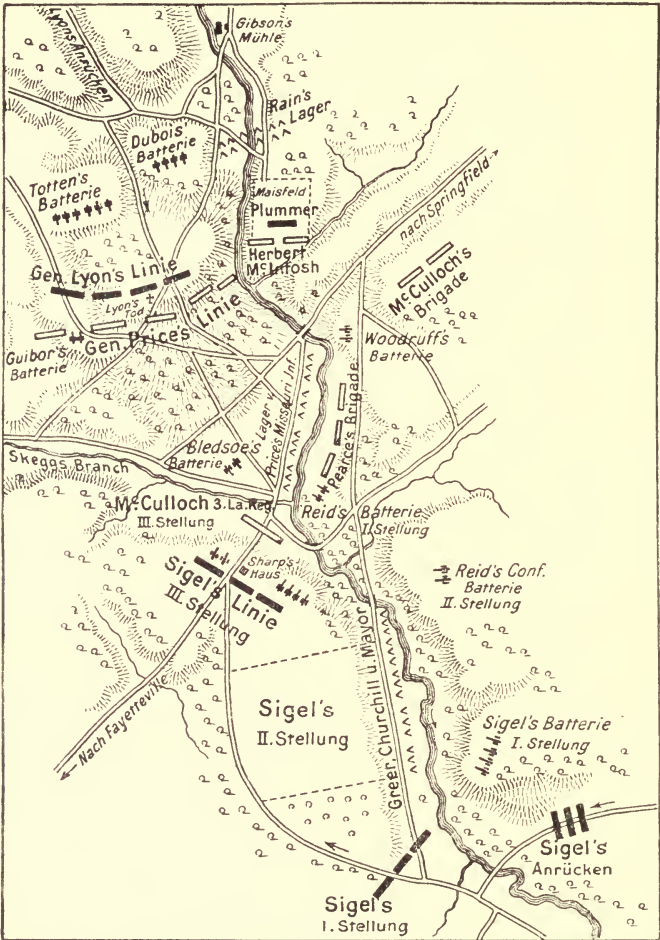 Lyons Anrücken
Gibson's
Mühle
Rain's
Lager
Dubois'
Batterie
Totten's
Batterie
Maisfeld
Plummer
nach Springfield
Herbert
McIntosh
Gen. Lyon's Linie
Lyon's
Tod
McCulloch's
Brigade
Gen. Price's Linie
Guibor's
Batterie
Woodruff's
Batterie
Lager v.
Price's Missouri Inf.
Pearce's Brigade
Bledsoe's
Batterie
Skeggs Branch
McCulloch 3. La. Reg.
III. Stellung
Reid's Batterie
I. Stellung
Sharp's
Haus
Sigel's Linie
III. Stellung
Reid's Conf.
Batterie
II. Stellung
Greer, Churchill u. Mayor
Nach Fayetteville
Sigel's
II. Stellung
Sigel's Batterie
I. Stellung
Sigel's
Anrücken
Sigel's
I. Stellung